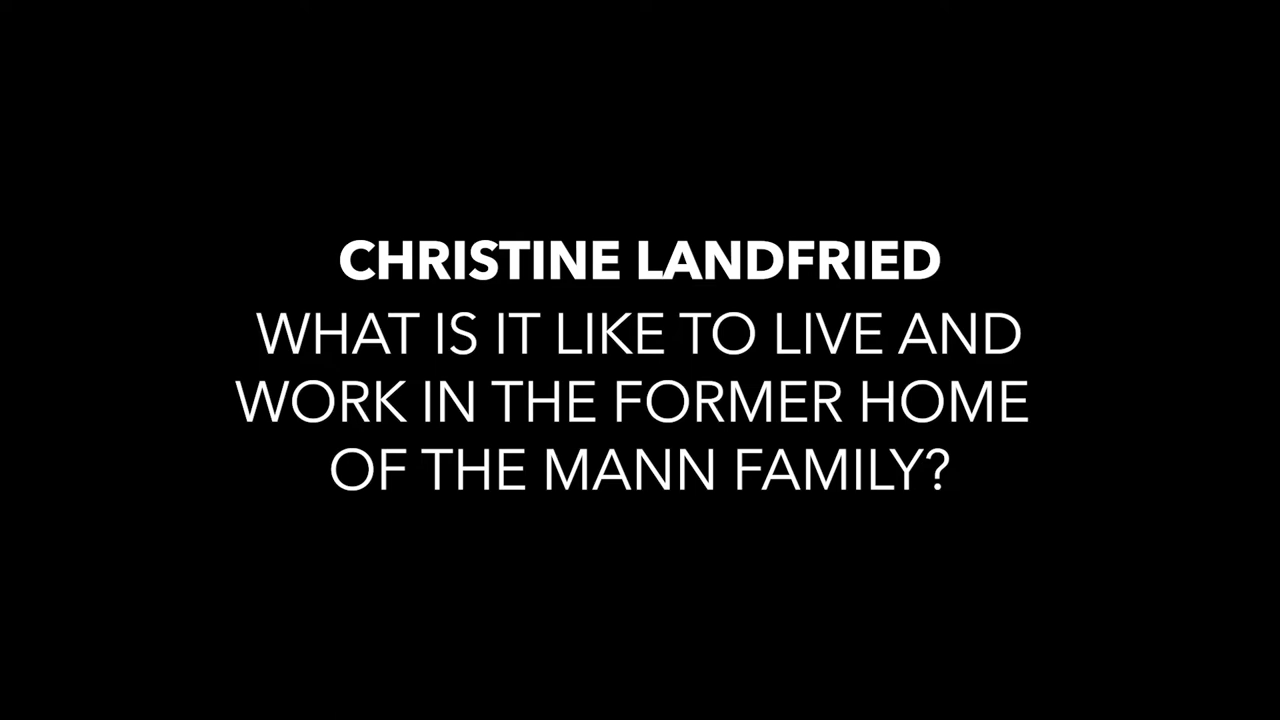 CHRISTINE LANDFRIED
WHAT IS IT LIKE TO LIVE AND
WORK IN THE FORMER HOME
OF THE MANN FAMILY?